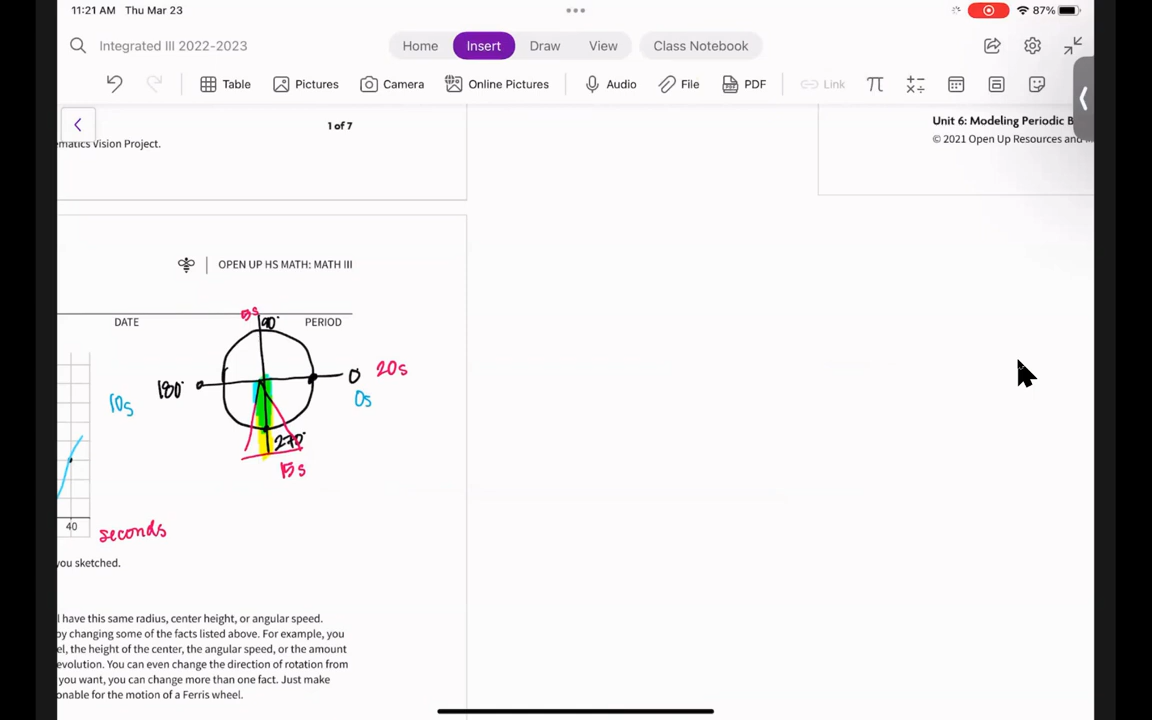 11:21 AM Thu Mar 23
87%
Integrated III 2022-2023
Home Insert Draw View Class Notebook
Table Pictures Camera Online Pictures Audio File PDF Link
1 of 7
ematics Vision Project.
Unit 6: Modeling Periodic B
© 2021 Open Up Resources and
OPEN UP HS MATH: MATH III
DATE PERIOD
5s
90°
180° 0 20s
10s 0s
270°
15s
40 seconds
you sketched.
l have this same radius, center height, or angular speed.
by changing some of the facts listed above. For example, you
el, the height of the center, the angular speed, or the amount
evolution. You can even change the direction of rotation from
you want, you can change more than one fact. Just make
onable for the motion of a Ferris wheel.